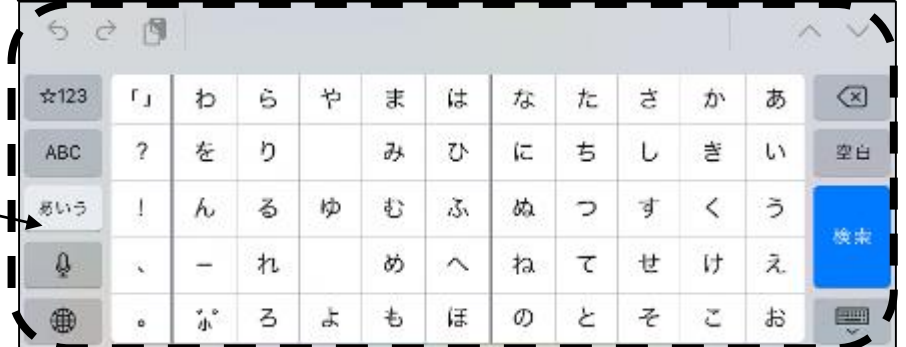 ☆123 「」 わ ら や ま は な た さ か あ
ABC ? を り み ひ に ち し き い 空白
あいう ! ん る ゆ む ふ ぬ つ す く う
、 ー れ め へ ね て せ け え 検索
。 ゛゜小 ろ よ も ほ の と そ こ お